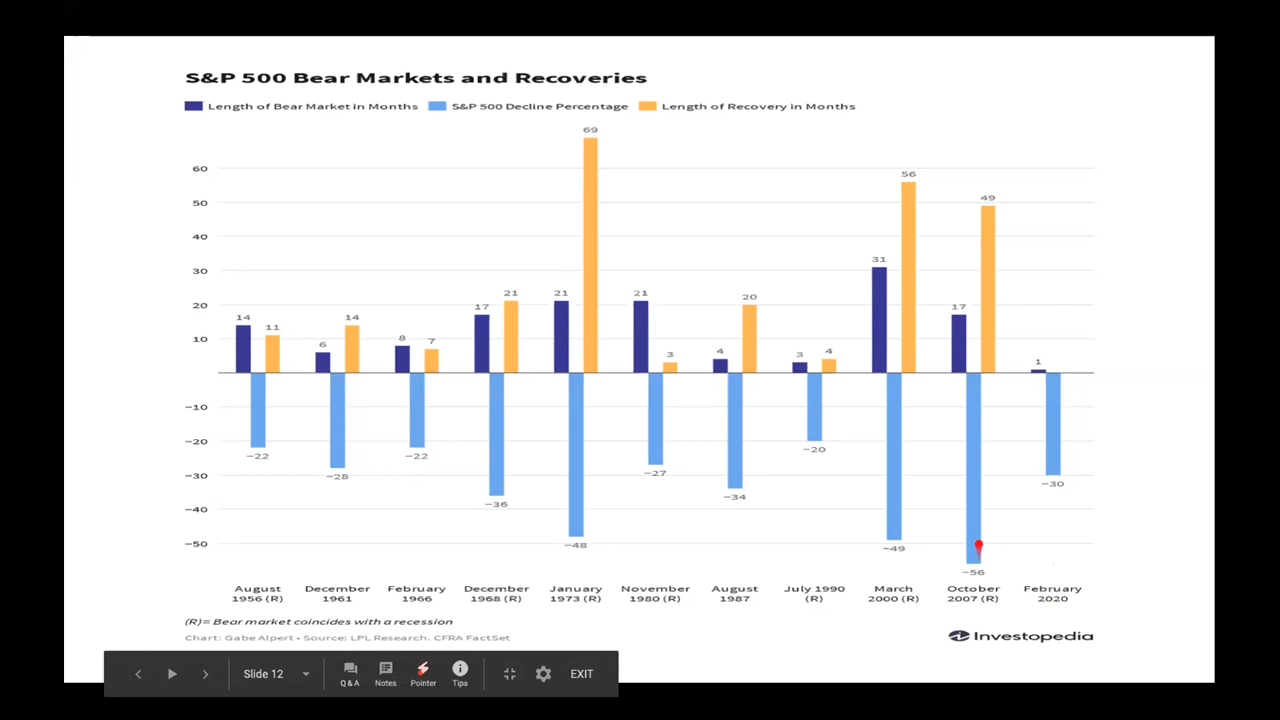 S&P 500 Bear Markets and Recoveries
Length of Bear Market in Months S&P 500 Decline Percentage Length of Recovery in Months
69
60
56
50
49
40
31
30
21 21 21
20
20
17 17
14 11 14
10
6 8 7 3 4 3 4 1
−10
−20
−22 −28 −22 −27 −20
−30
−36 −34 −30
−40
−50
−48 −49
−56
August December February December January November August July 1990 March October February
1956 (R) 1961 1966 1968 (R) 1973 (R) 1980 (R) 1987 (R) 2000 (R) 2007 (R) 2020
(R)= Bear market coincides with a recession
Chart: Gabe Alpert • Source: LPL Research. CFRA FactSet
Investopedia
Slide 12 Q & A Notes Pointer Tips EXIT